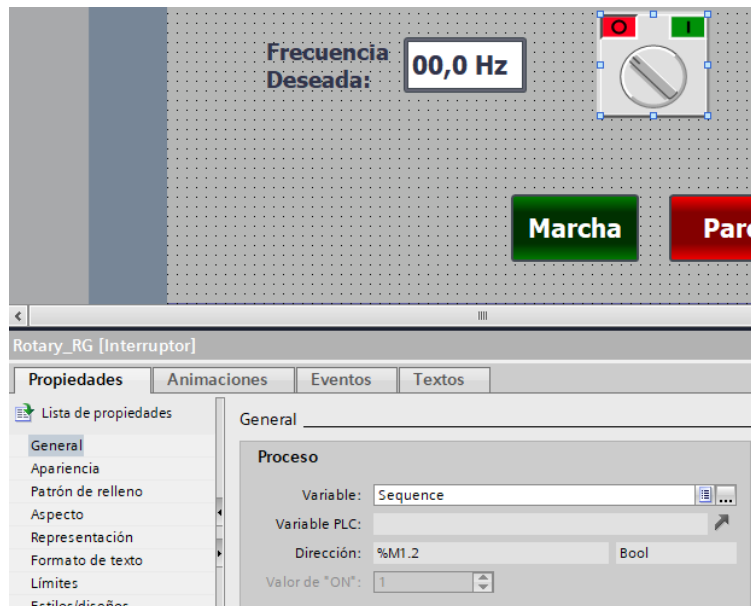 O I
Frecuencia
Deseada:
00,0 Hz
Marcha
Rotary_RG [Interruptor]
Propiedades Animaciones Eventos Textos
Lista de propiedades
General
Apariencia
Patrón de relleno
Aspecto
Representación
Formato de texto
Límites
General
Proceso
Variable: Sequence
Variable PLC:
Dirección: %M1.2 Bool
Valor de "ON": 1